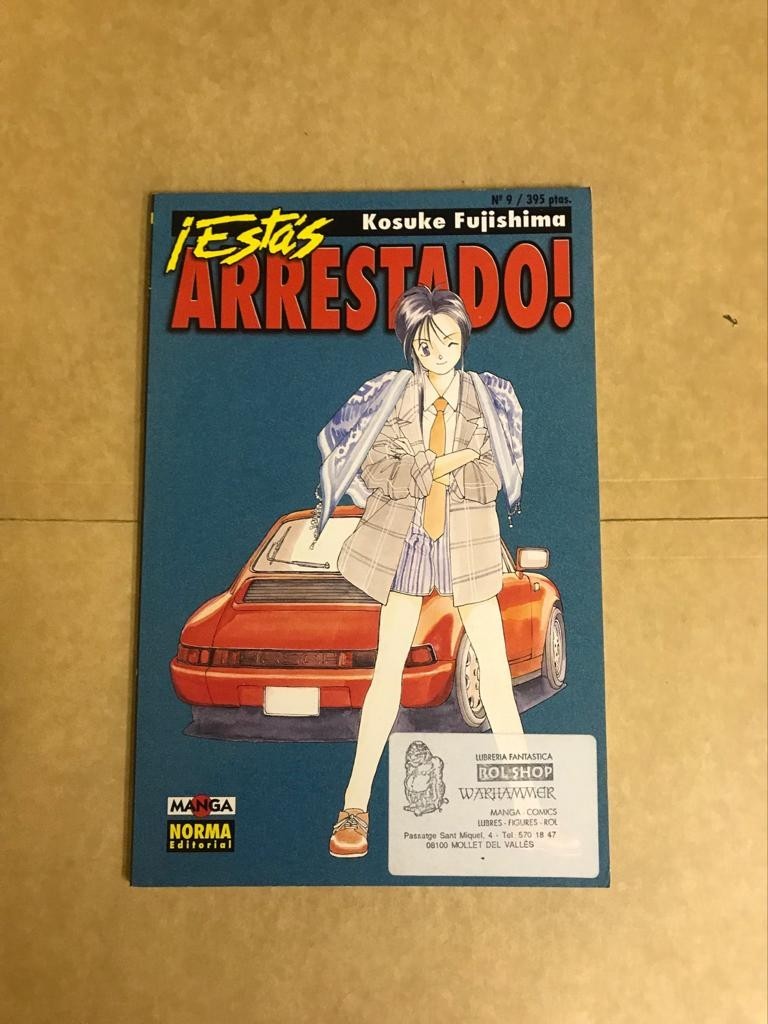 Nº 9 / 395 ptas.
Kosuke Fujishima
¡Estás
ARRESTADO!
MANGA
NORMA
Editorial
LLIBRERIA FANTASTICA
ROL SHOP
WARHAMMER
MANGA COMICS
LLIBRES - FIGURES - ROL
Passatge Sant Miquel, 4 - Tel: 570 18 47
08100 MOLLET DEL VALLÈS